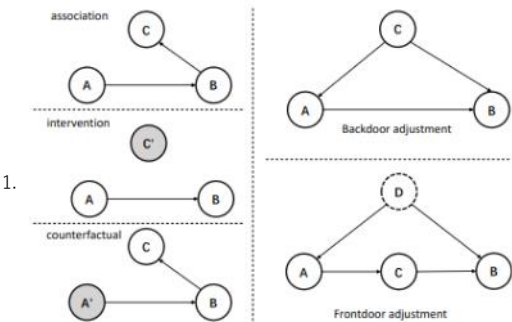 association
C
A
B
intervention
C'
1.
A
B
counterfactual
C
A'
B
C
A
B
Backdoor adjustment
D
A
C
B
Frontdoor adjustment